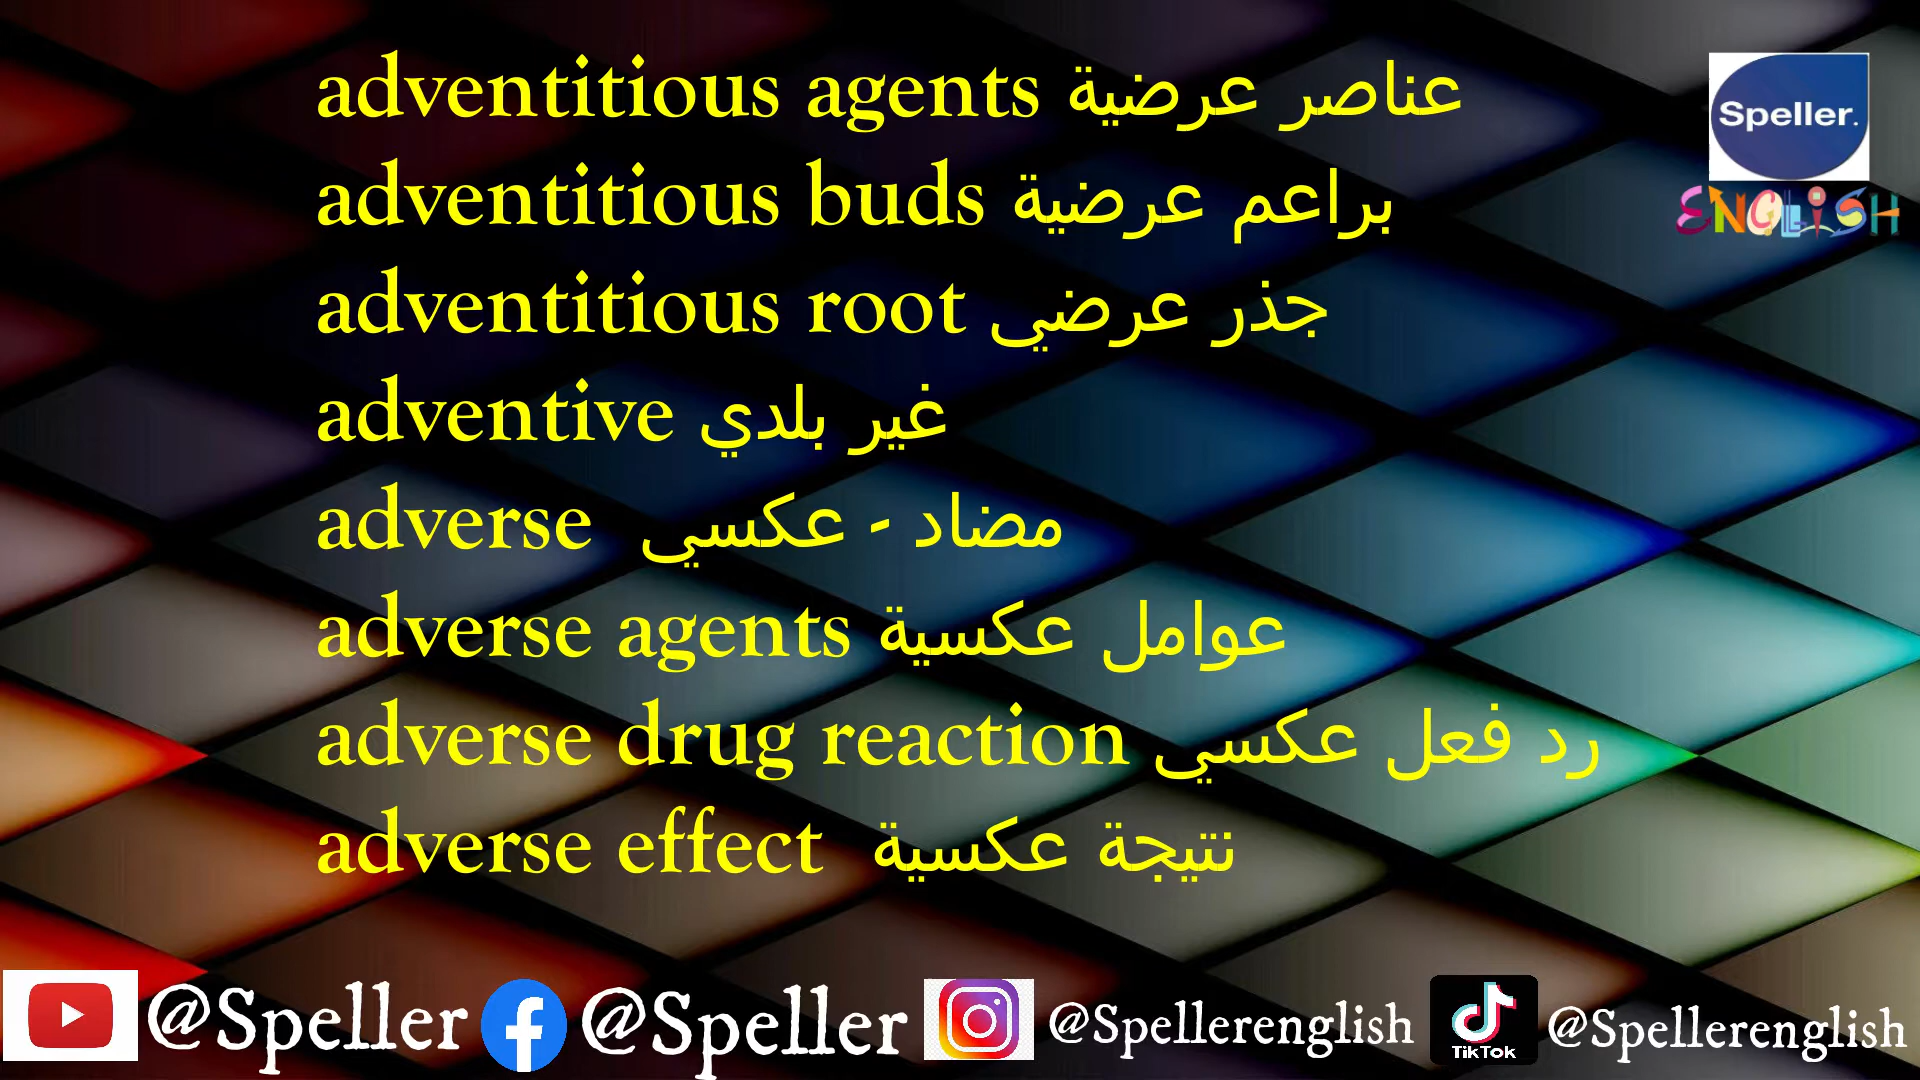 adventitious agents عناصر عرضية
adventitious buds براعم عرضية
adventitious root جذر عرضي
adventive غير بلدي
adverse مضاد - عكسي
adverse agents عوامل عكسية
adverse drug reaction رد فعل عكسي
adverse effect نتيجة عكسية
Speller.
ENGLISH
@Speller @Speller @Spellerenglish TikTok @Spellerenglish